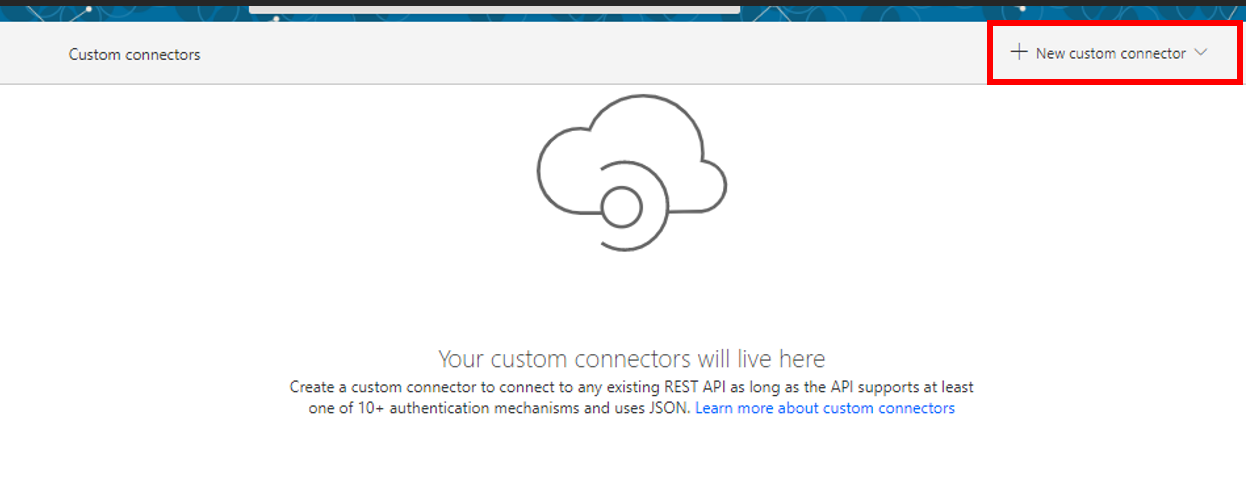 Custom connectors
New custom connector
Your custom connectors will live here
Create a custom connector to connect to any existing REST API as long as the API supports at least
one of 10+ authentication mechanisms and uses JSON. Learn more about custom connectors